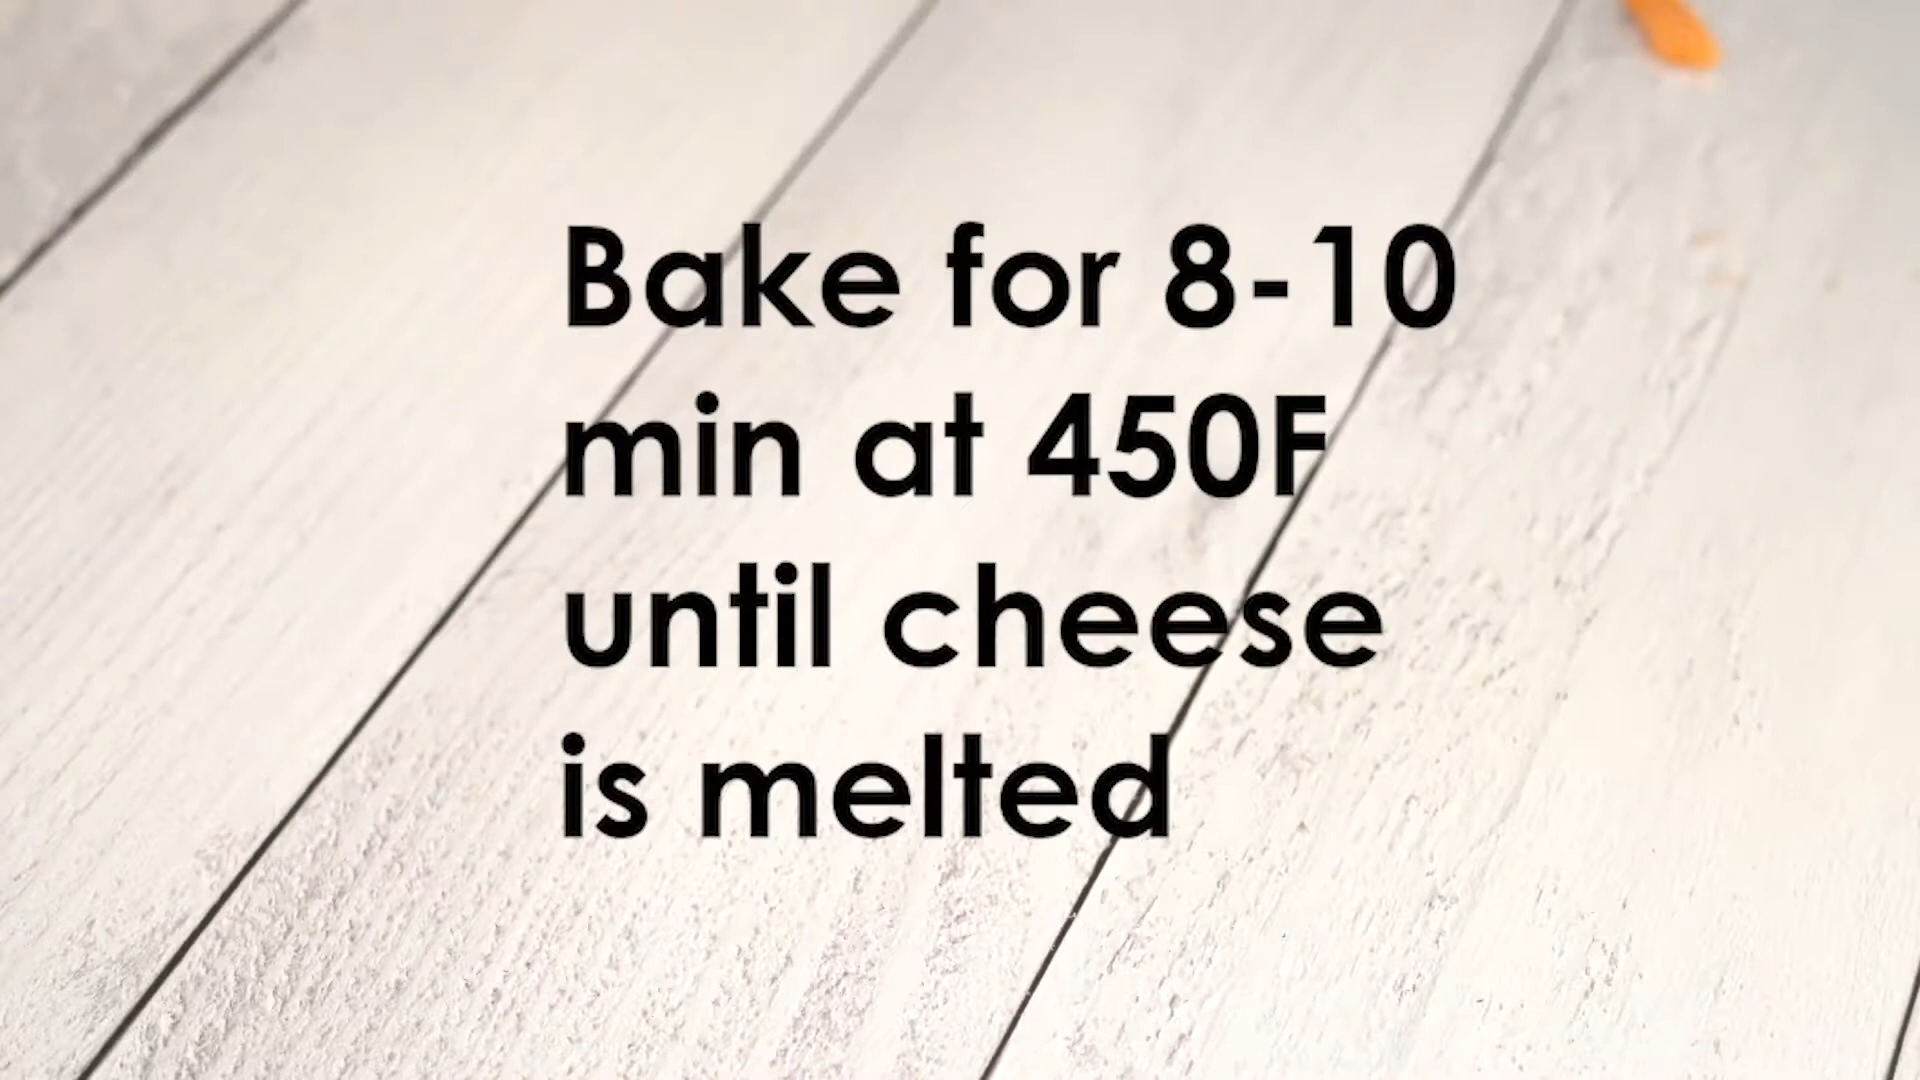 Bake for 8-10
min at 450F
until cheese
is melted